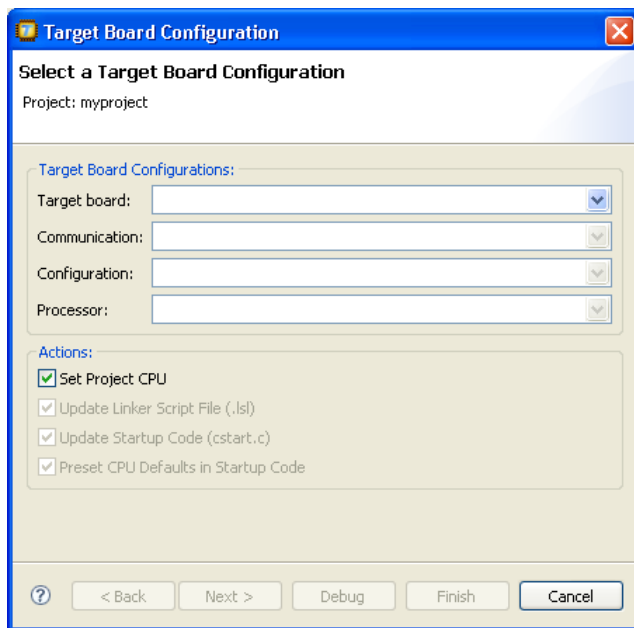 Target Board Configuration
Select a Target Board Configuration
Project: myproject
Target Board Configurations:
Target board:
Communication:
Configuration:
Processor:
Actions:
Set Project CPU
Update Linker Script File (.lsl)
Update Startup Code (cstart.c)
Preset CPU Defaults in Startup Code
? < Back Next > Debug Finish Cancel